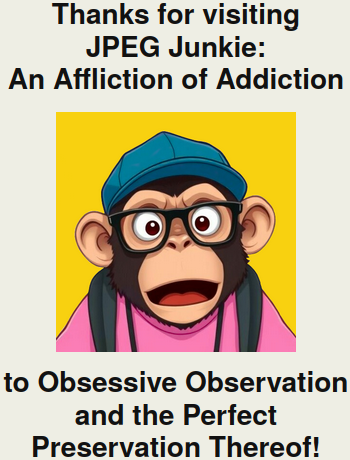 Thanks for visiting
JPEG Junkie:
An Affliction of Addiction
to Obsessive Observation
and the Perfect
Preservation Thereof!